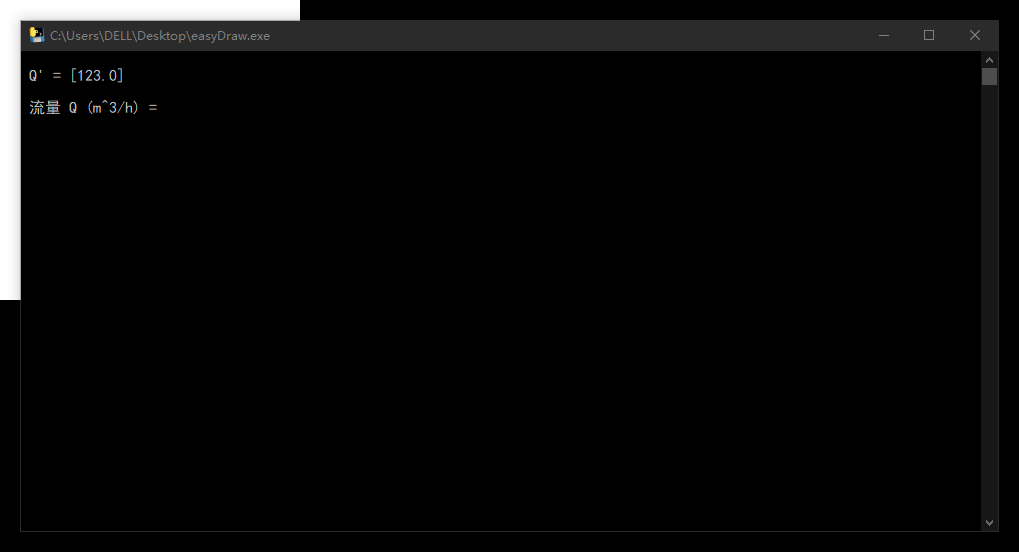 C:\Users\DELL\Desktop\easyDraw.exe
Q' = [123.0]
流量 Q (m^3/h) =